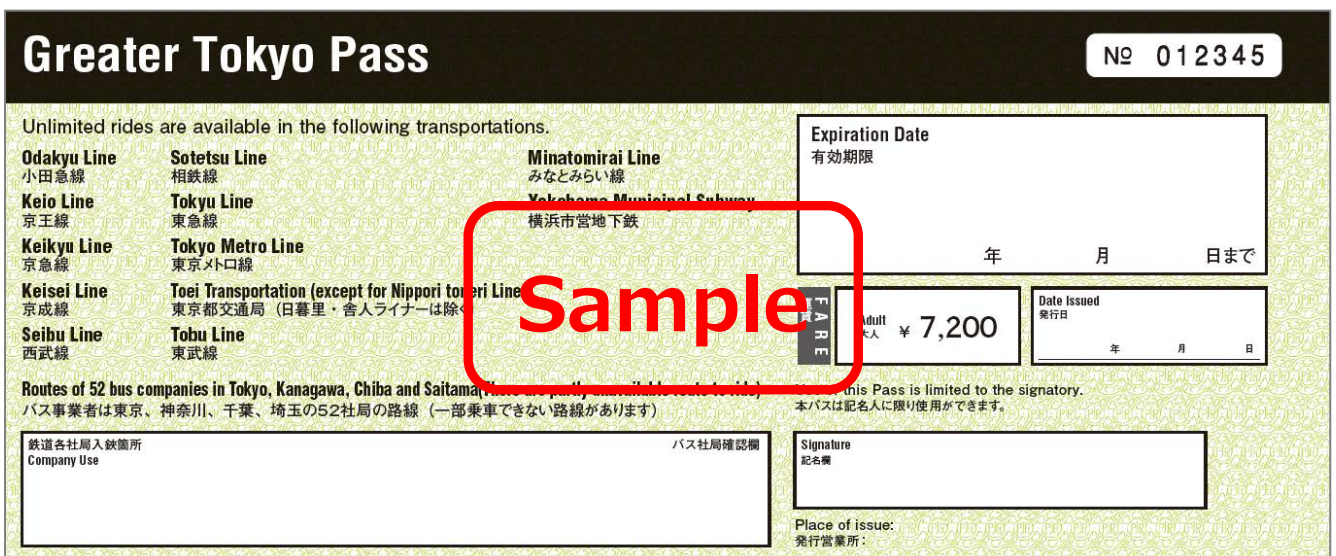 Greater Tokyo Pass
№ 012345
Unlimited rides are available in the following transportations.
Odakyu Line
小田急線
Sotetsu Line
相鉄線
Minatomirai Line
みなとみらい線
Keio Line
京王線
Tokyu Line
東急線
Yokohama Municipal Subway
横浜市営地下鉄
Keikyu Line
京急線
Tokyo Metro Line
東京メトロ線
Keisei Line
京成線
Toei Transportation (except for Nippori toneri Line
東京都交通局（日暮里・舎人ライナーは除く
Seibu Line
西武線
Tobu Line
東武線
Routes of 52 bus companies in Tokyo, Kanagawa, Chiba and Saitama(There are partly unavailable route to ride)
バス事業者は東京、神奈川、千葉、埼玉の52社局の路線（一部乗車できない路線があります）
鉄道各社局入鋏箇所
バス社局確認欄
Company Use
Sample
Expiration Date
有効期限
年 月 日まで
FARE
Adult
大人
¥ 7,200
Date Issued
発行日
年 月 日
this Pass is limited to the signatory.
本パスは記名人に限り使用ができます。
Signature
記名欄
Place of issue:
発行営業所：